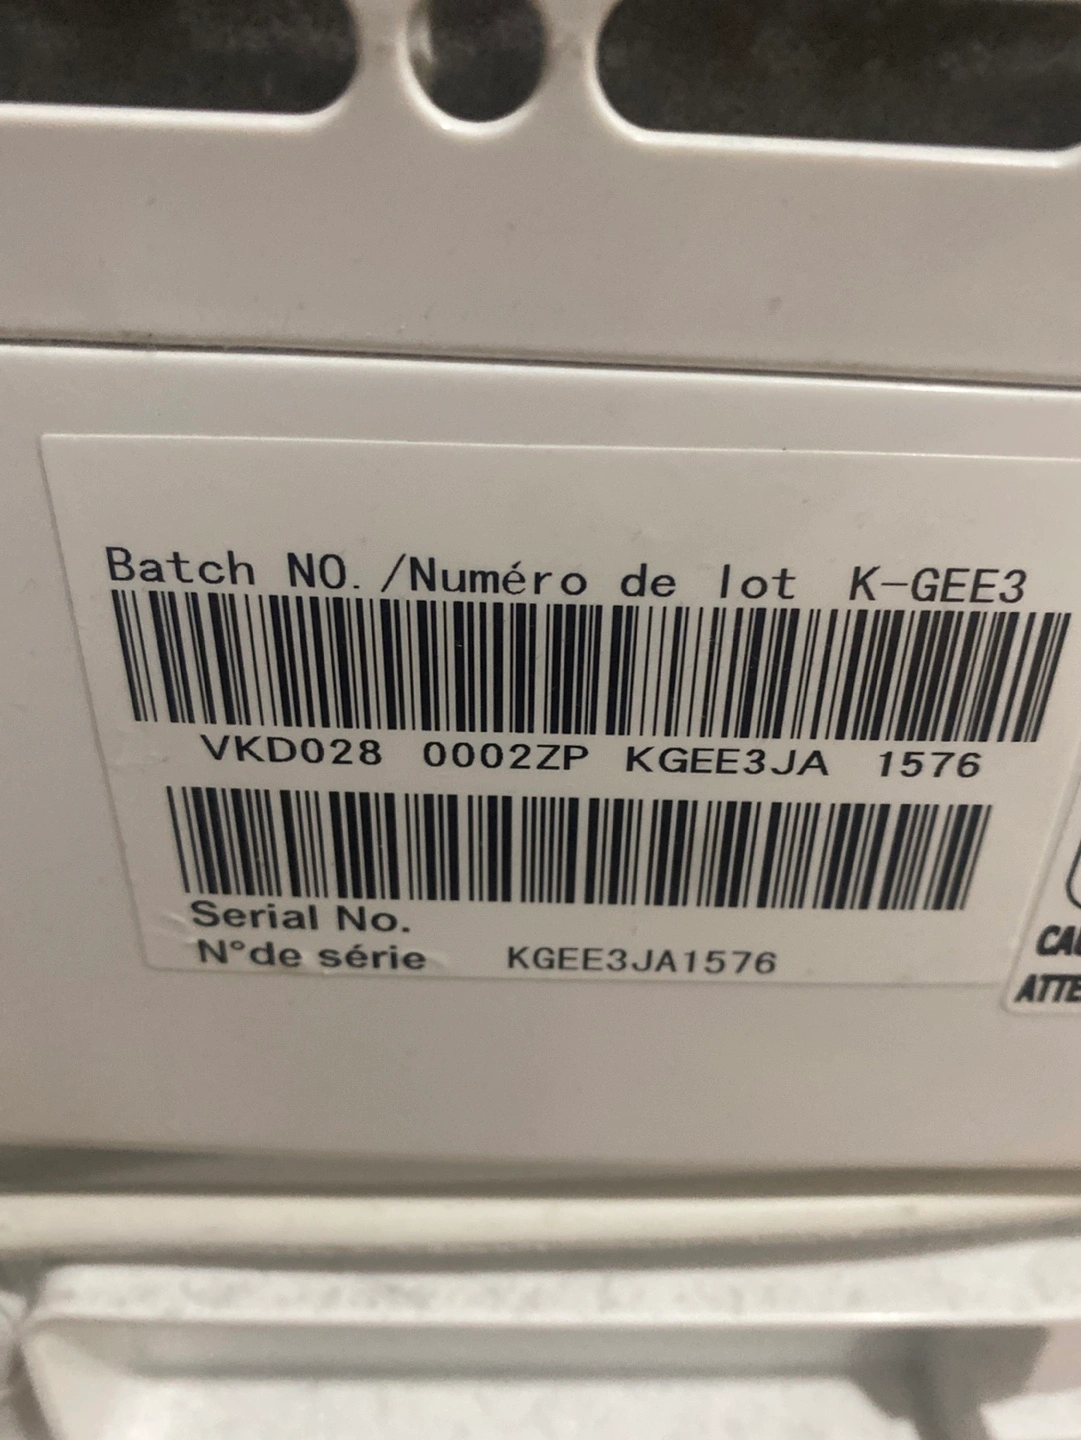 Batch NO./Numéro de lot K-GEE3
VKD028 0002ZP KGEE3JA 1576
Serial No.
N°de série KGEE3JA1576